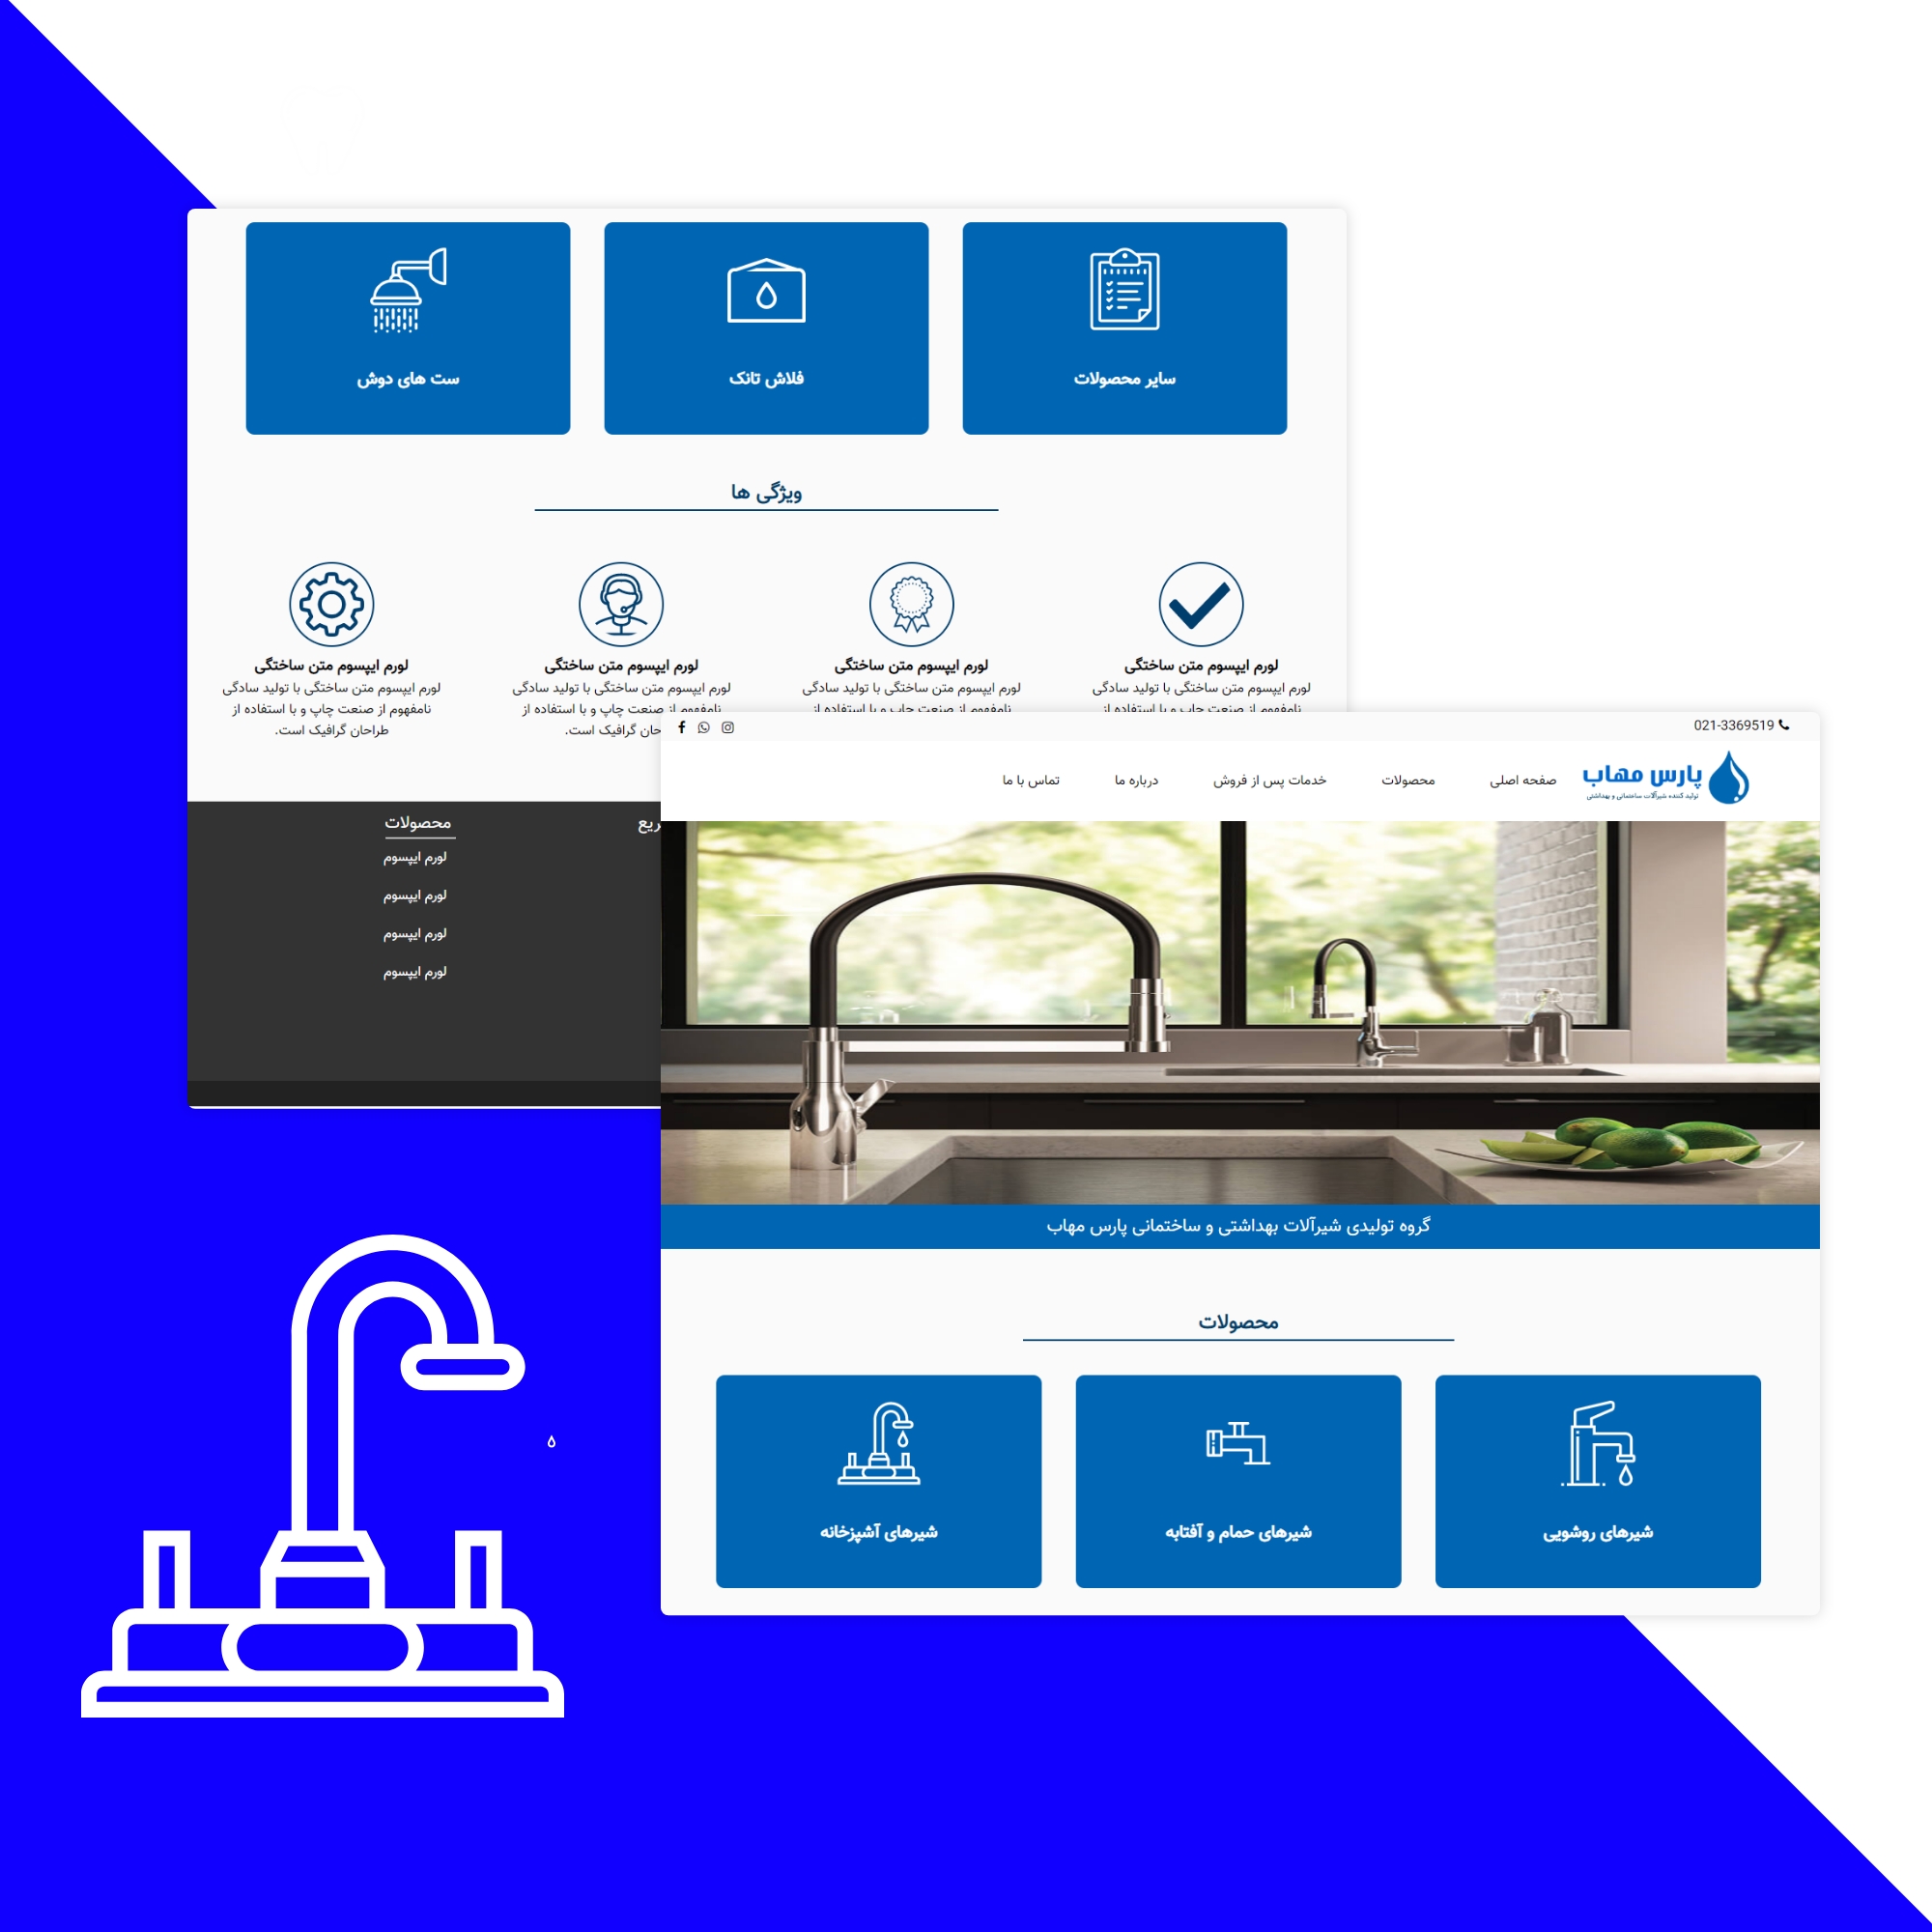 سایر محصولات
فلاش تانک
ست های دوش
ویژگی ها
لورم ایپسوم متن ساختگی
لورم ایپسوم متن ساختگی با تولید سادگی
نامفهوم از صنعت چاپ و با استفاده از
لورم ایپسوم متن ساختگی
لورم ایپسوم متن ساختگی با تولید سادگی
نامفهوم از صنعت چاپ و با استفاده از
لورم ایپسوم متن ساختگی
لورم ایپسوم متن ساختگی با تولید سادگی
نامفهوم از صنعت چاپ و با استفاده از
گرافیک است.
لورم ایپسوم متن ساختگی
لورم ایپسوم متن ساختگی با تولید سادگی
نامفهوم از صنعت چاپ و با استفاده از
طراحان گرافیک است.
محصولات
لورم ایپسوم
لورم ایپسوم
لورم ایپسوم
لورم ایپسوم
021-3369519
پارس مهاب
تولید کننده شیرآلات ساختمانی و بهداشتی
صفحه اصلی
محصولات
خدمات پس از فروش
درباره ما
تماس با ما
گروه تولیدی شیرآلات بهداشتی و ساختمانی پارس مهاب
محصولات
شیرهای روشویی
شیرهای حمام و آفتابه
شیرهای آشپزخانه